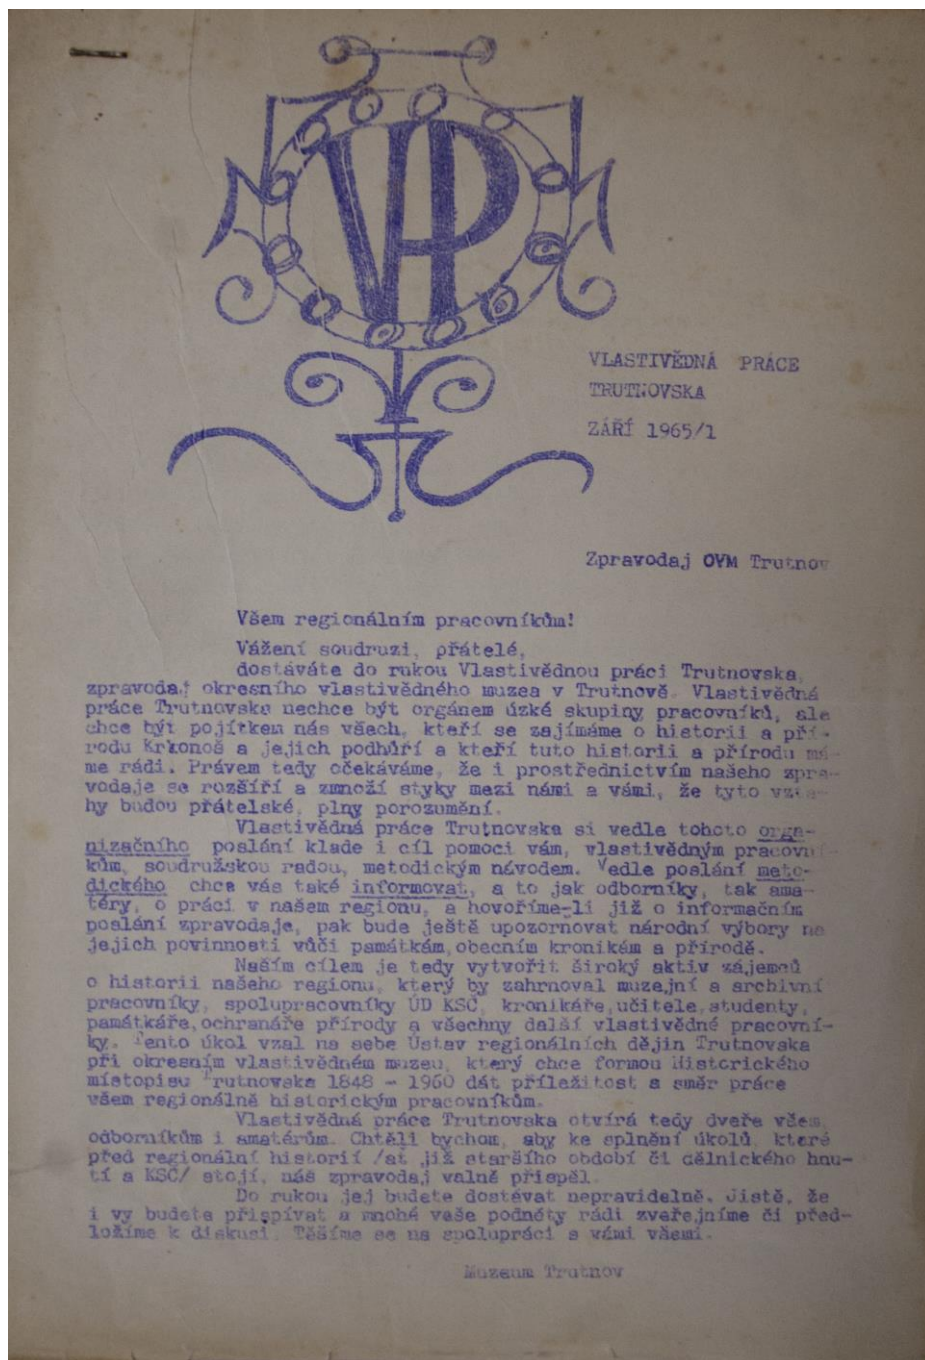 VP
VLASTIVĚDNÁ PRÁCE
TRUTNOVSKA
ZÁŘÍ 1965/1
Zpravodaj OVM Trutnov
Všem regionálním pracovníkům!
Vážení soudruzi, přátelé,
dostáváte do rukou Vlastivědnou práci Trutnovska,
zpravodaj okresního vlastivědného muzea v Trutnově. Vlastivědná
práce Trutnovska nechce být orgánem úzké skupiny pracovníků, ale
chce být pojítkem nás všech, kteří se zajímáme o historii a pří-
rodu Krkonoš a jejich podhůří a kteří tuto historii a přírodu má-
me rádi. Právem tedy očekáváme, že i prostřednictvím našeho zpra-
vodaje se rozšíří a zmnoží styky mezi námi a vámi, že tyto vzta-
hy budou přátelské, plny porozumění.
Vlastivědná práce Trutnovska si vedle tohoto orga-
nizačního poslání klade i cíl pomoci vám, vlastivědným pracovní-
kům, soudružskou radou, metodickým návodem. Vedle poslání meto-
dického chce vás také informovat, a to jak odborníky, tak ama-
téry, o práci v našem regionu, a hovoříme-li již o informačním
poslání zpravodaje, pak bude ještě upozornovat národní výbory na
jejich povinnosti vůči památkám, obecním kronikám a přírodě.
Naším cílem je tedy vytvořit široký aktiv zájemců
o historii našeho regionu, který by zahrnoval muzejní a archivní
pracovníky, spolupracovníky ÚD KSČ, kronikáře, učitele, studenty,
památkáře, ochranáře přírody a všechny další vlastivědné pracovní-
ky. Tento úkol vzal na sebe Ústav regionálních dějin Trutnovska
při okresním vlastivědném muzeu, který chce formou Historického
místopisu Trutnovska 1848 - 1960 dát příležitost a směr práce
všem regionálně historickým pracovníkům.
Vlastivědná práce Trutnovska otvírá tedy dveře všem,
odborníkům i amatérům. Chtěli bychom, aby ke splnění úkolů, které
před regionální historií /at již staršího období či dělnického hnu-
tí a KSČ/ stojí, náš zpravodaj valně přispěl.
Do rukou jej budete dostávat nepravidelně. Jistě, že
i vy budete přispívat a mnohé vaše podněty rádi zveřejníme či před-
ložíme k diskusi. Těšíme se na spolupráci s vámi všemi.
Muzeum Trutnov